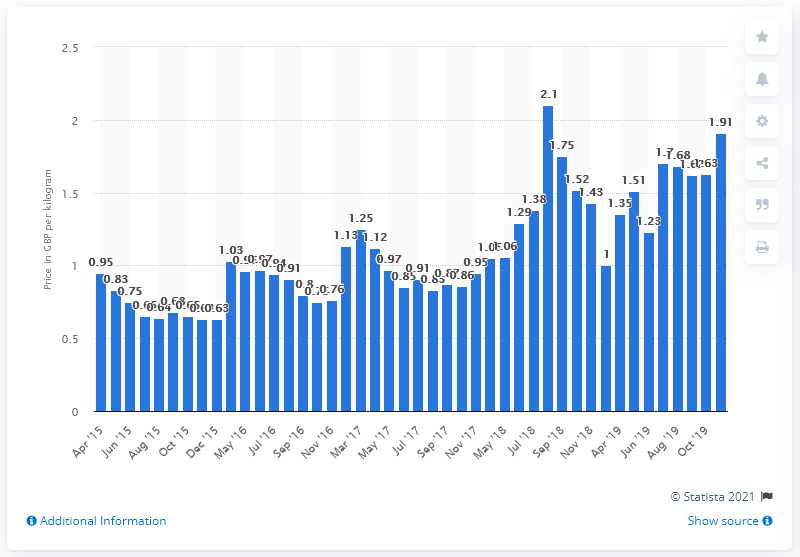 2.5
2
1.5
1
0.5
0
Price in GBP per kilogram
0.95
0.83
0.75
0.64
0.68
0.63
1.03
0.97
0.94
0.91
0.8
0.76
1.13
1.25
1.12
0.97
0.85
0.91
0.83
0.87
0.86
0.95
1.06
1.29
1.38
2.1
1.75
1.52
1.43
1
1.35
1.51
1.23
1.7
1.68
1.63
1.91
Apr '15
Jun '15
Aug '15
Oct '15
Dec '15
May '16
Jul '16
Sep '16
Nov '16
Mar '17
May '17
Jul '17
Sep '17
Nov '17
May '18
Jul '18
Sep '18
Nov '18
Apr '19
Jun '19
Aug '19
Oct '19
© Statista 2021
Additional Information
Show source